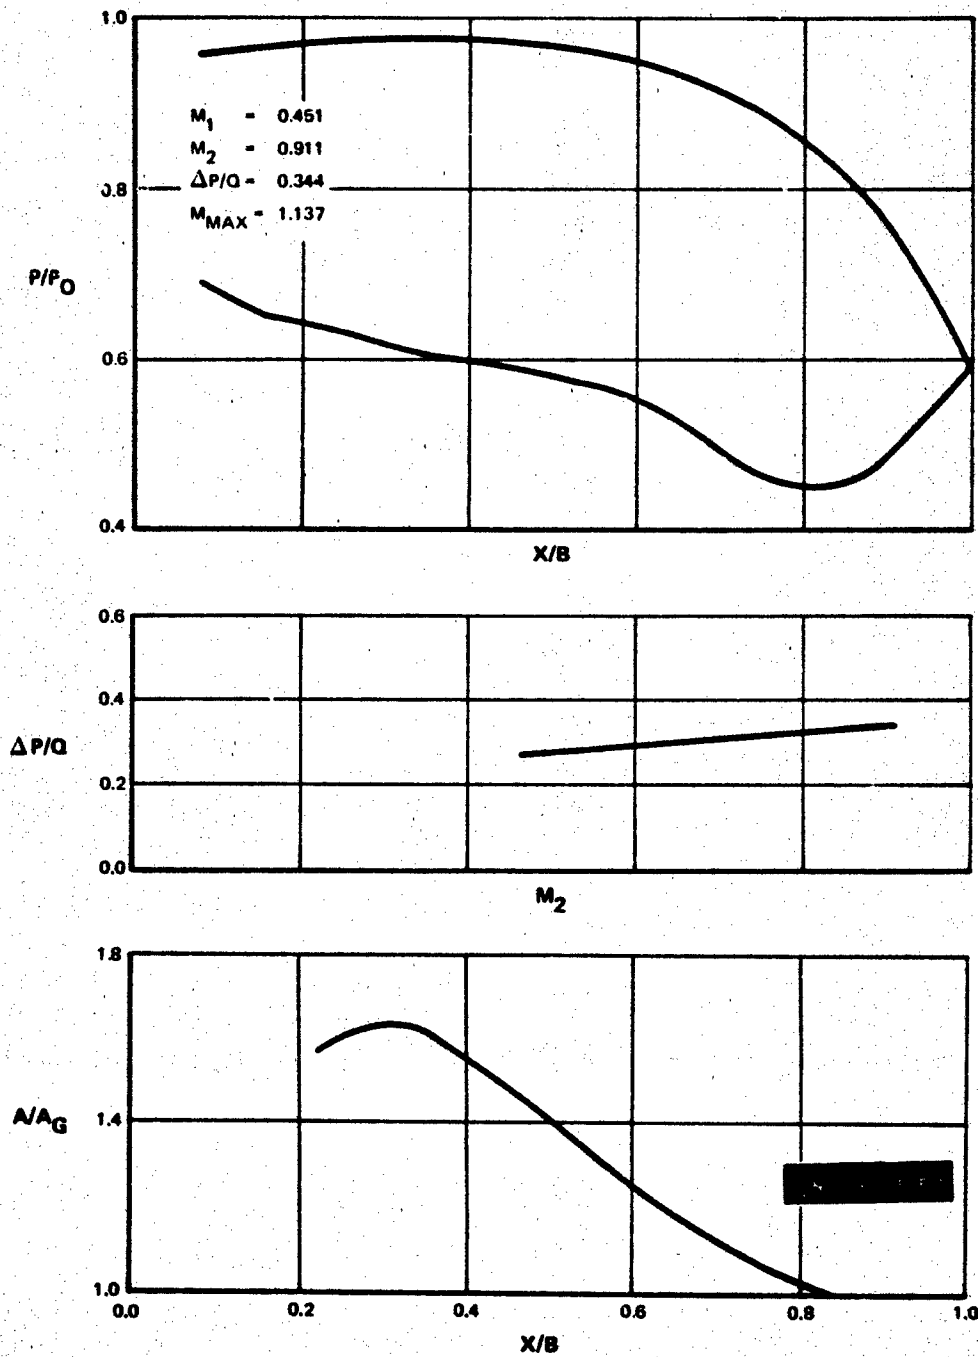 1.0
M1 = 0.451
M2 = 0.911
ΔP/Q = 0.344
MMAX = 1.137
0.8
P/PO
0.6
0.4
X/B
0.6
0.4
ΔP/Q
0.2
0.0
M2
1.8
A/AG
1.4
1.0
0.0 0.2 0.4 0.6 0.8 1.0
X/B